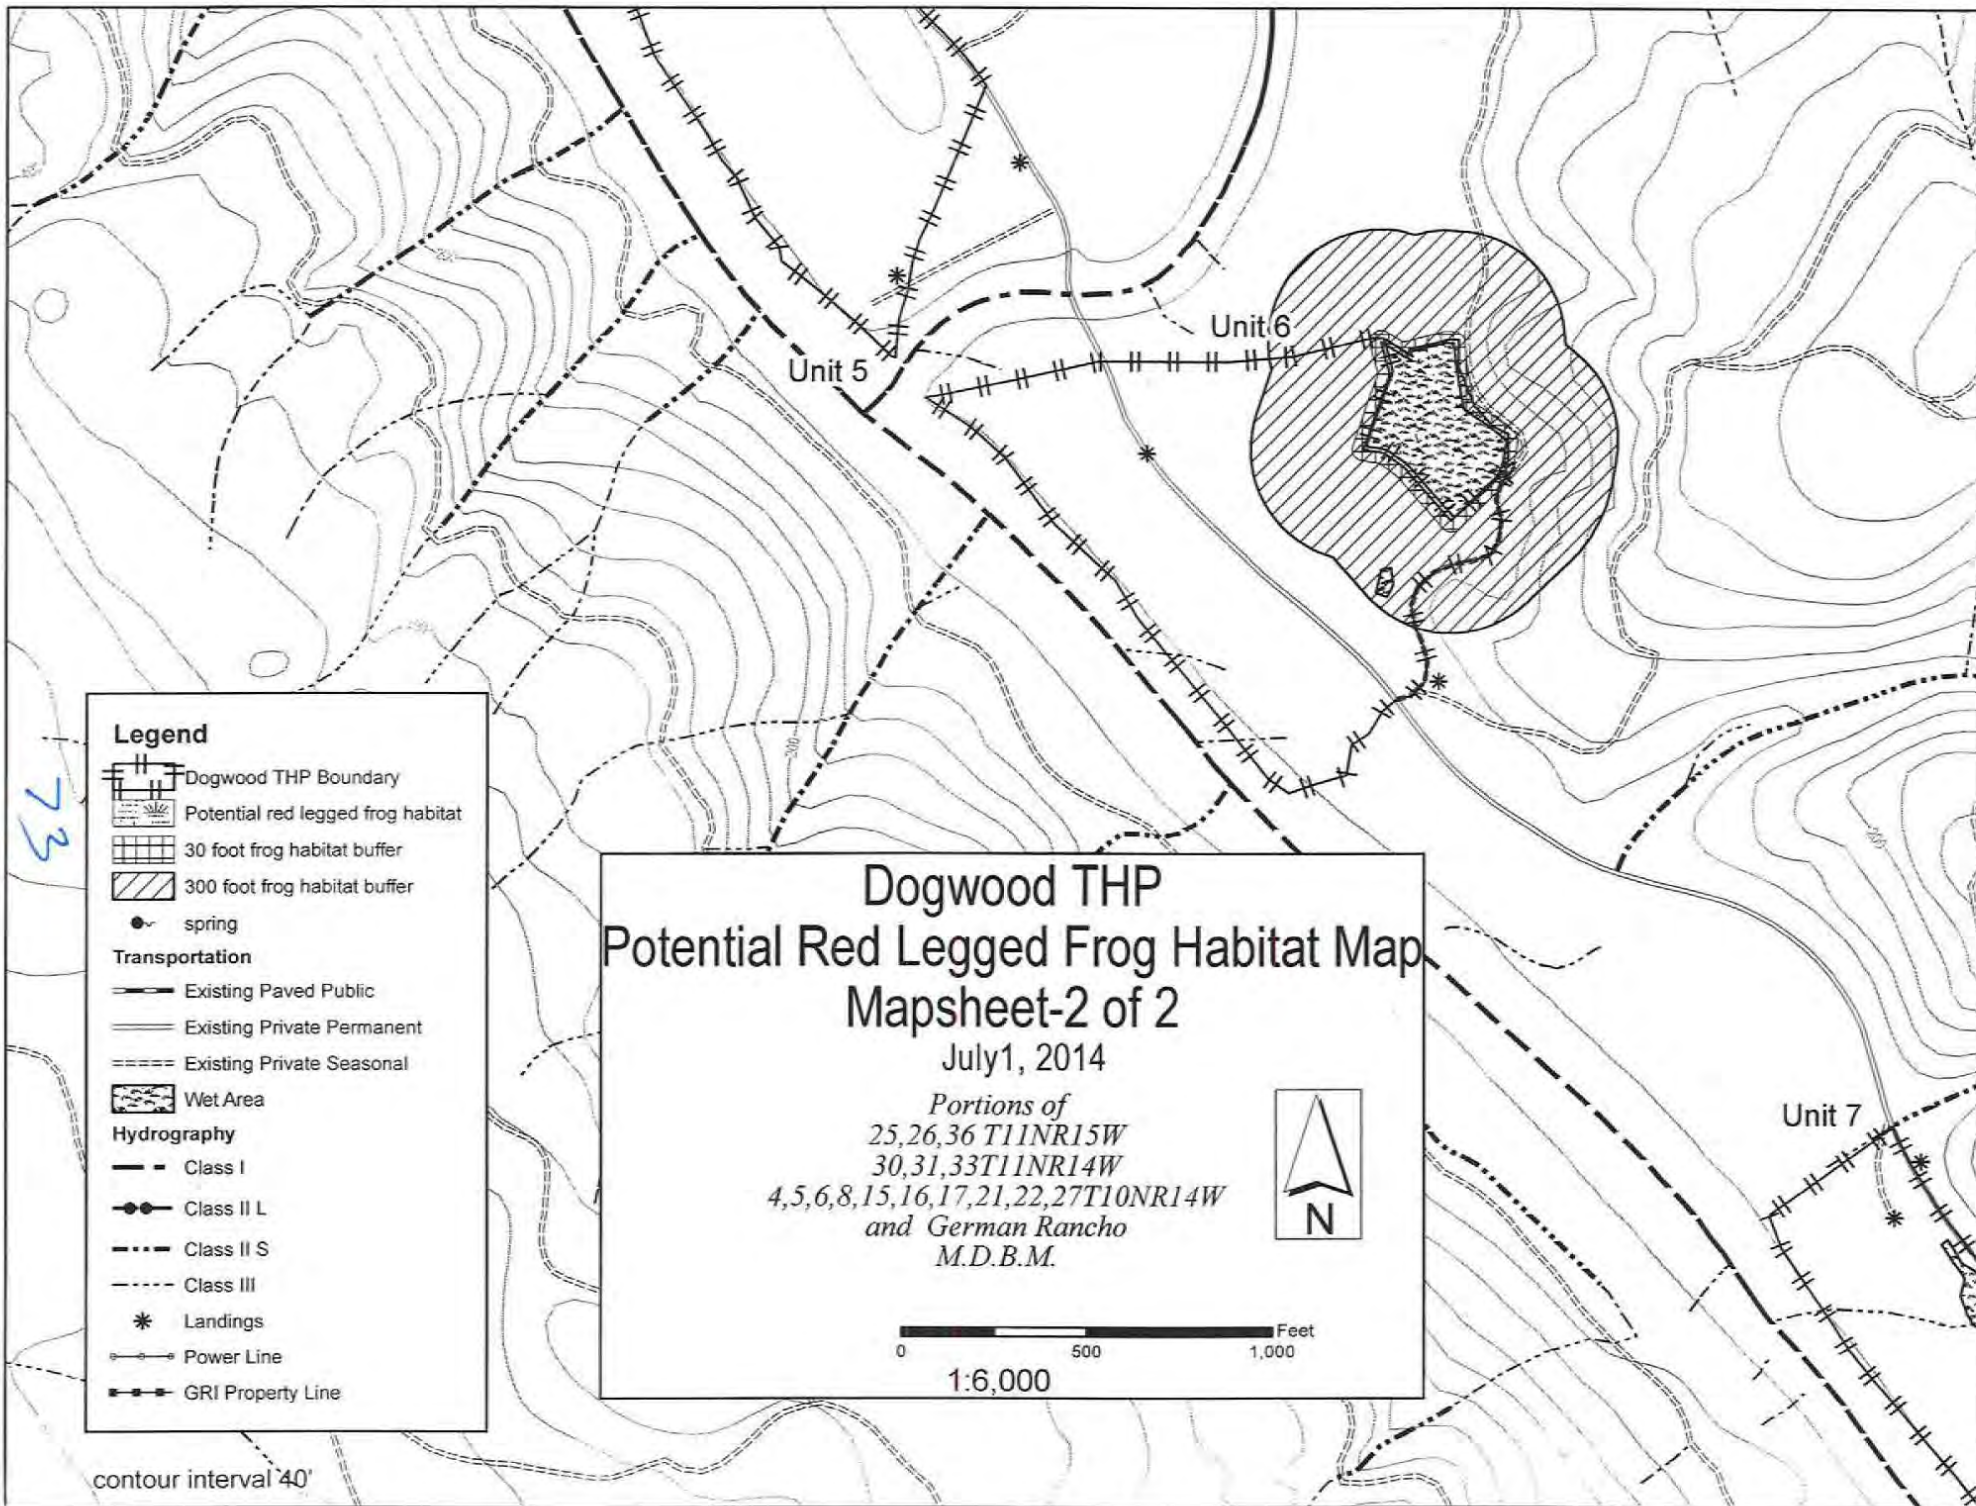 Unit 6
Unit 5
Legend
Dogwood THP Boundary
Potential red legged frog habitat
30 foot frog habitat buffer
300 foot frog habitat buffer
spring
Transportation
Existing Paved Public
Existing Private Permanent
Existing Private Seasonal
Wet Area
Hydrography
Class I
Class II L
Class II S
Class III
Landings
Power Line
GRI Property Line
73
contour interval 40'
Dogwood THP
Potential Red Legged Frog Habitat Map
Mapsheet-2 of 2
July1, 2014
Portions of
25,26,36 T11NR15W
30,31,33T11NR14W
4,5,6,8,15,16,17,21,22,27T10NR14W
and German Rancho
M.D.B.M.
N
Feet
0 500 1,000
1:6,000
Unit 7
200